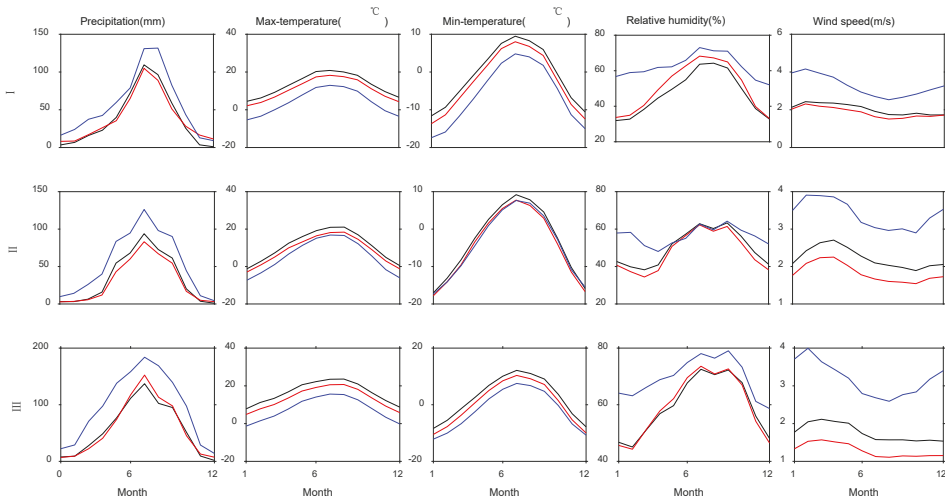 Precipitation(mm) Max-temperature(℃) Min-temperature(℃) Relative humidity(%) Wind speed(m/s)
I
150 100 50 0
40 20 0 -20
10 0 -10 -20
80 60 40 20
6 4 2 0
II
150 100 50 0
40 20 0 -20
10 0 -10 -20
80 60 40 20
4 3 2 1
III
200 100 0
40 20 0 -20
20 0 -20
80 60 40
4 3 2 1
0 6 12 1 6 12 1 6 12 1 6 12 1 6 12
Month Month Month Month Month